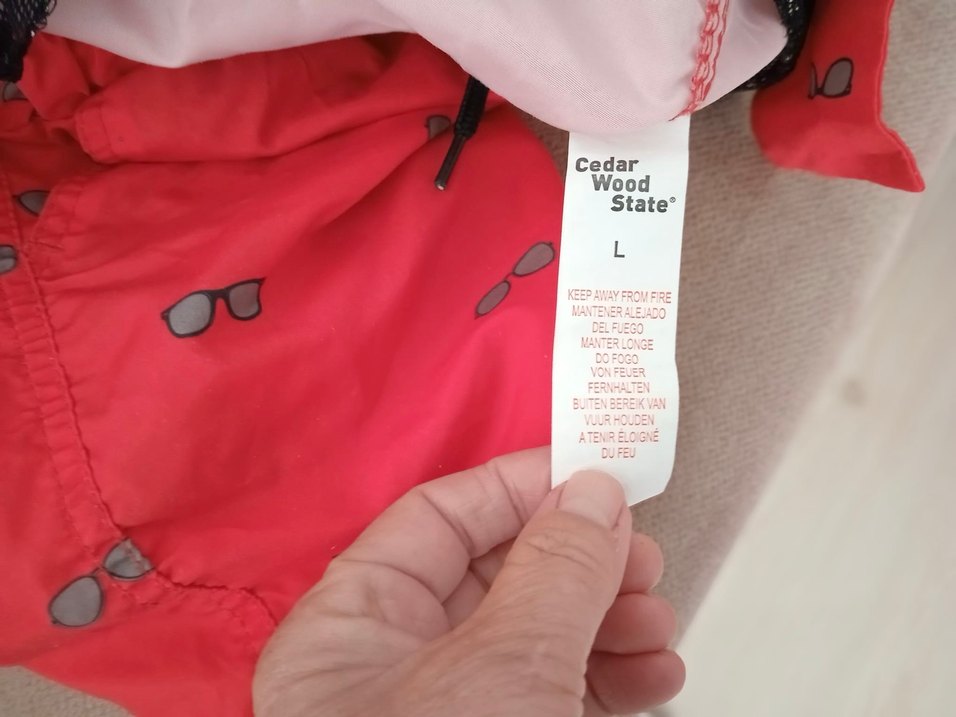 Cedar
Wood
State®
L
KEEP AWAY FROM FIRE
MANTENER ALEJADO
DEL FUEGO
MANTER LONGE
DO FOGO
VON FEUER
FERNHALTEN
BUITEN BEREIK VAN
VUUR HOUDEN
A TENIR ÉLOIGNÉ
DU FEU